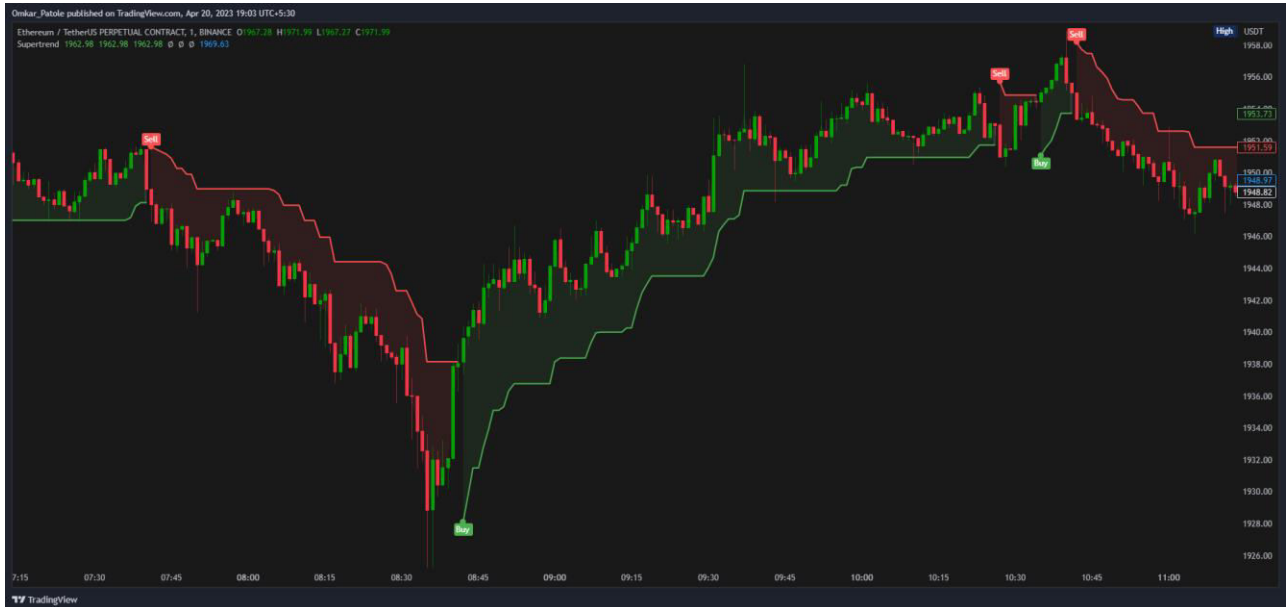 Omkar_Patole published on TradingView.com, Apr 20, 2023 19:03 UTC+5:30
Ethereum / TetherUS PERPETUAL CONTRACT, 1, BINANCE O1967.28 H1971.99 L1967.27 C1971.99
Supertrend 1962.98 1962.98 1962.98 Ø Ø Ø 1969.63
High USDT
1958.00
Sell
Sell
1956.00
1953.73
Sell
1952.00
1951.59
Buy
1950.00
1948.97
1948.82
1948.00
1946.00
1944.00
1942.00
1940.00
1938.00
1936.00
1934.00
1932.00
1930.00
Buy
1928.00
1926.00
7:15 07:30 07:45 08:00 08:15 08:30 08:45 09:00 09:15 09:30 09:45 10:00 10:15 10:30 10:45 11:00
TradingView